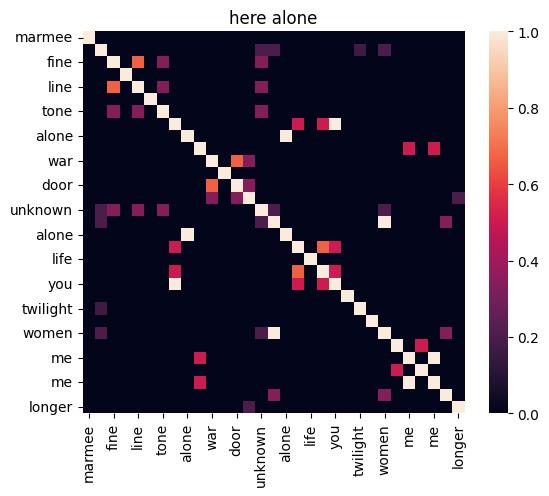 here alone
marmee
fine
line
tone
alone
war
door
unknown
alone
life
you
twilight
women
me
me
longer
marmee
fine
line
tone
alone
war
door
unknown
alone
life
you
twilight
women
me
me
longer
1.0
0.8
0.6
0.4
0.2
0.0